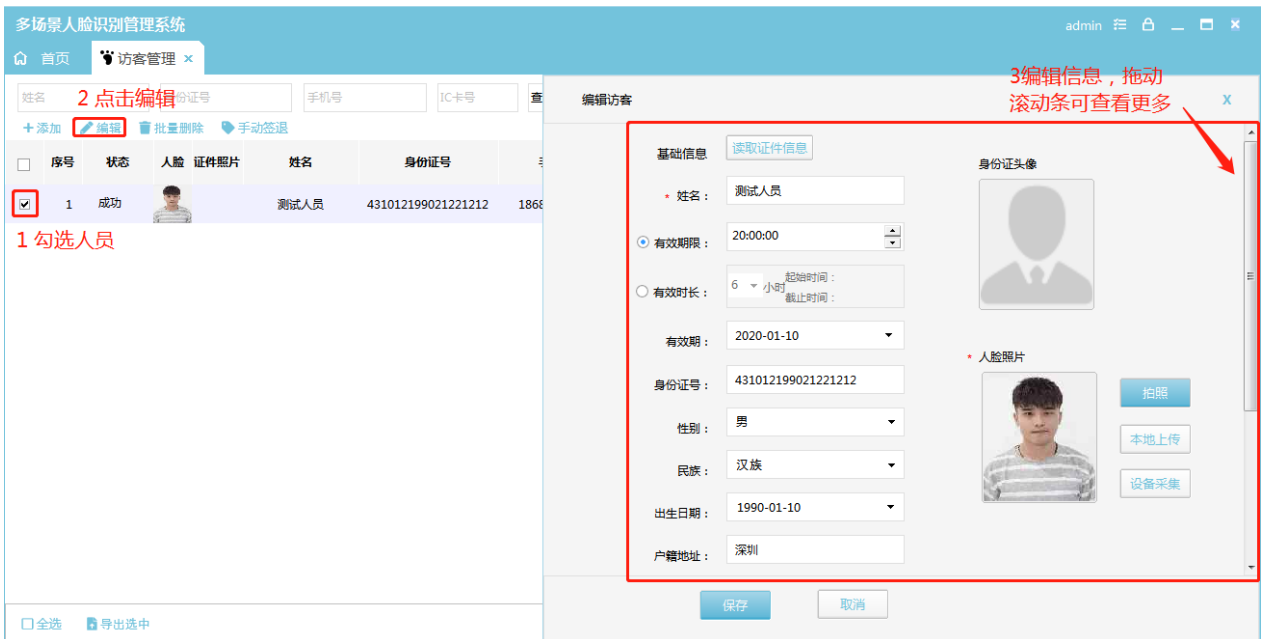 多场景人脸识别管理系统
admin
首页
访客管理 ×
姓名
份证号
手机号
IC卡号
查
2 点击编辑
+添加
编辑
批量删除
手动签退
序号
状态
人脸
证件照片
姓名
身份证号
1
成功
测试人员
431012199021221212
1868
1 勾选人员
编辑访客
X
3编辑信息，拖动
滚动条可查看更多
基础信息
读取证件信息
* 姓名：
测试人员
有效期限：
20:00:00
有效时长：
6
小时
起始时间：
截止时间：
有效期：
2020-01-10
身份证号：
431012199021221212
性别：
男
民族：
汉族
出生日期：
1990-01-10
户籍地址：
深圳
身份证头像
* 人脸照片
拍照
本地上传
设备采集
保存
取消
全选
导出选中